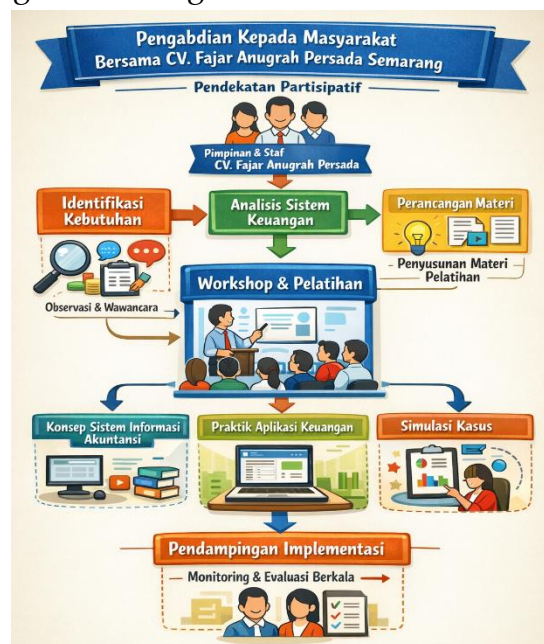 Pengabdian Kepada Masyarakat
Bersama CV. Fajar Anugrah Persada Semarang
Pendekatan Partisipatif
Pimpinan & Staf
CV. Fajar Anugrah Persada
Identifikasi
Kebutuhan
Analisis Sistem
Keuangan
Perancangan Materi
Observasi & Wawancara
Penyusunan Materi
Pelatihan
Workshop & Pelatihan
Konsep Sistem Informasi
Akuntansi
Praktik Aplikasi Keuangan
Simulasi Kasus
Pendampingan Implementasi
Monitoring & Evaluasi Berkala